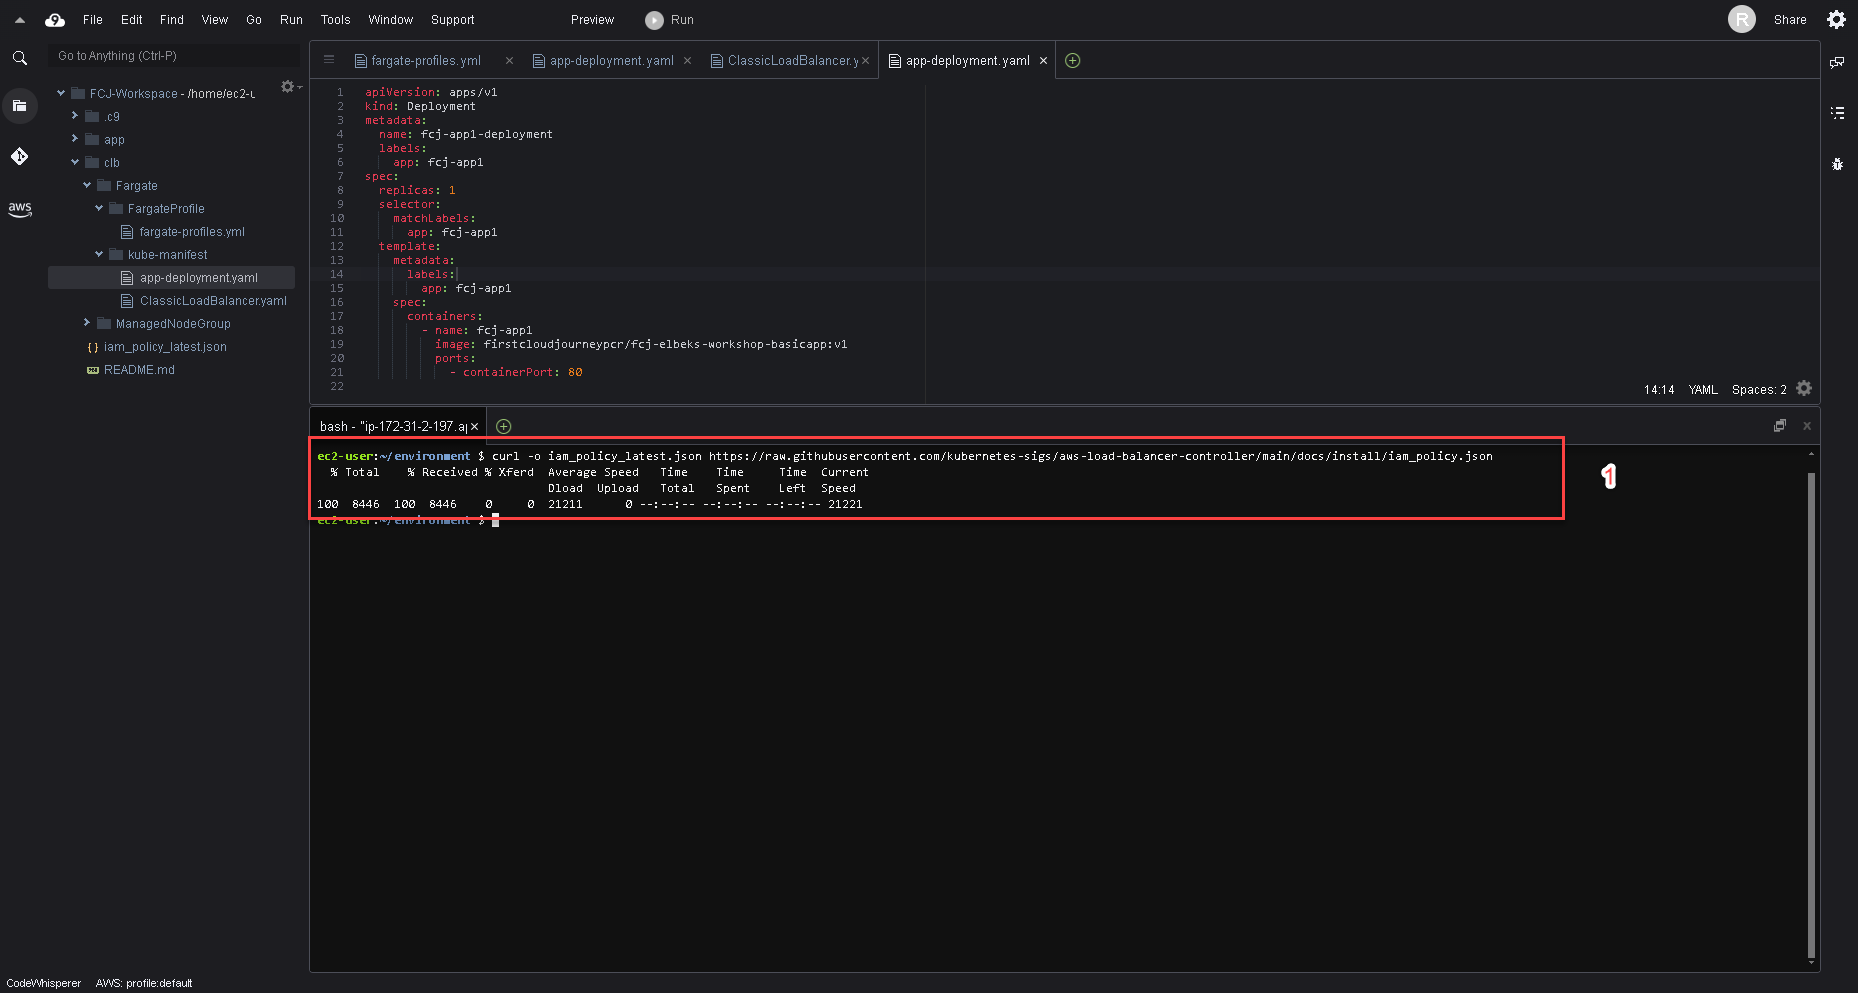 File Edit Find View Go Run Tools Window Support Preview Run R Share
Go to Anything (Ctrl-P)
FCJ-Workspace - /home/ec2-u
.c9
app
clb
Fargate
FargateProfile
fargate-profiles.yml
kube-manifest
app-deployment.yaml
ClassicLoadBalancer.yaml
ManagedNodeGroup
iam_policy_latest.json
README.md
aws
fargate-profiles.yml app-deployment.yaml ClassicLoadBalancer.y app-deployment.yaml
1 apiVersion: apps/v1
2 kind: Deployment
3 metadata:
4 name: fcj-app1-deployment
5 labels:
6 app: fcj-app1
7 spec:
8 replicas: 1
9 selector:
10 matchLabels:
11 app: fcj-app1
12 template:
13 metadata:
14 labels:
15 app: fcj-app1
16 spec:
17 containers:
18 - name: fcj-app1
19 image: firstcloudjourneypcr/fcj-elbeks-workshop-basicapp:v1
20 ports:
21 - containerPort: 80
22
14:14 YAML Spaces: 2
bash - "ip-172-31-2-197.a
ec2-user:~/environment $ curl -o iam_policy_latest.json https://raw.githubusercontent.com/kubernetes-sigs/aws-load-balancer-controller/main/docs/install/iam_policy.json
% Total % Received % Xferd Average Speed Time Time Time Current
Dload Upload Total Spent Left Speed
100 8446 100 8446 0 0 21211 0 --:--:-- --:--:-- --:--:-- 21221
ec2-user:~/environment $
1
CodeWhisperer AWS: profile:default